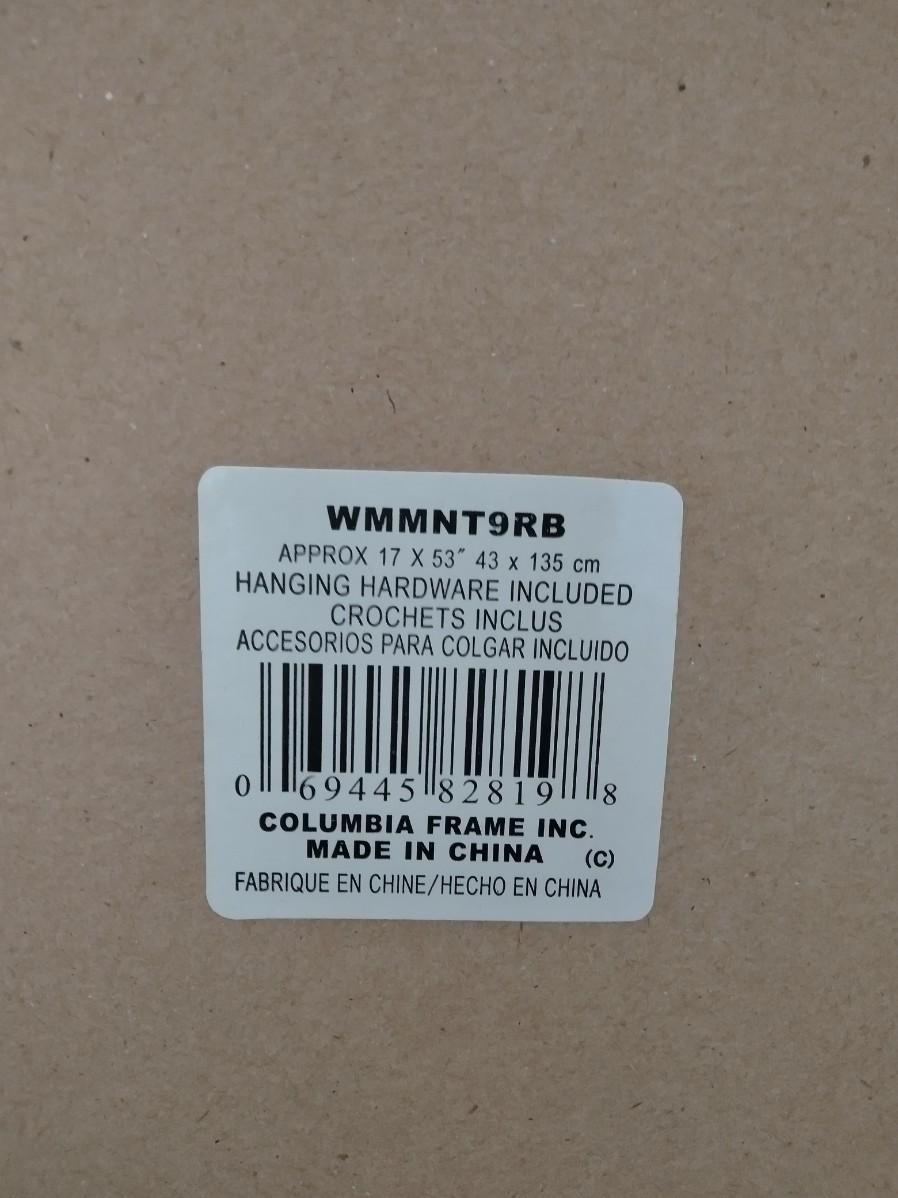 WMMNT9RB
APPROX 17 X 53″ 43 x 135 cm
HANGING HARDWARE INCLUDED
CROCHETS INCLUS
ACCESORIOS PARA COLGAR INCLUIDO
0 69445 82819 8
COLUMBIA FRAME INC.
MADE IN CHINA (C)
FABRIQUE EN CHINE/HECHO EN CHINA